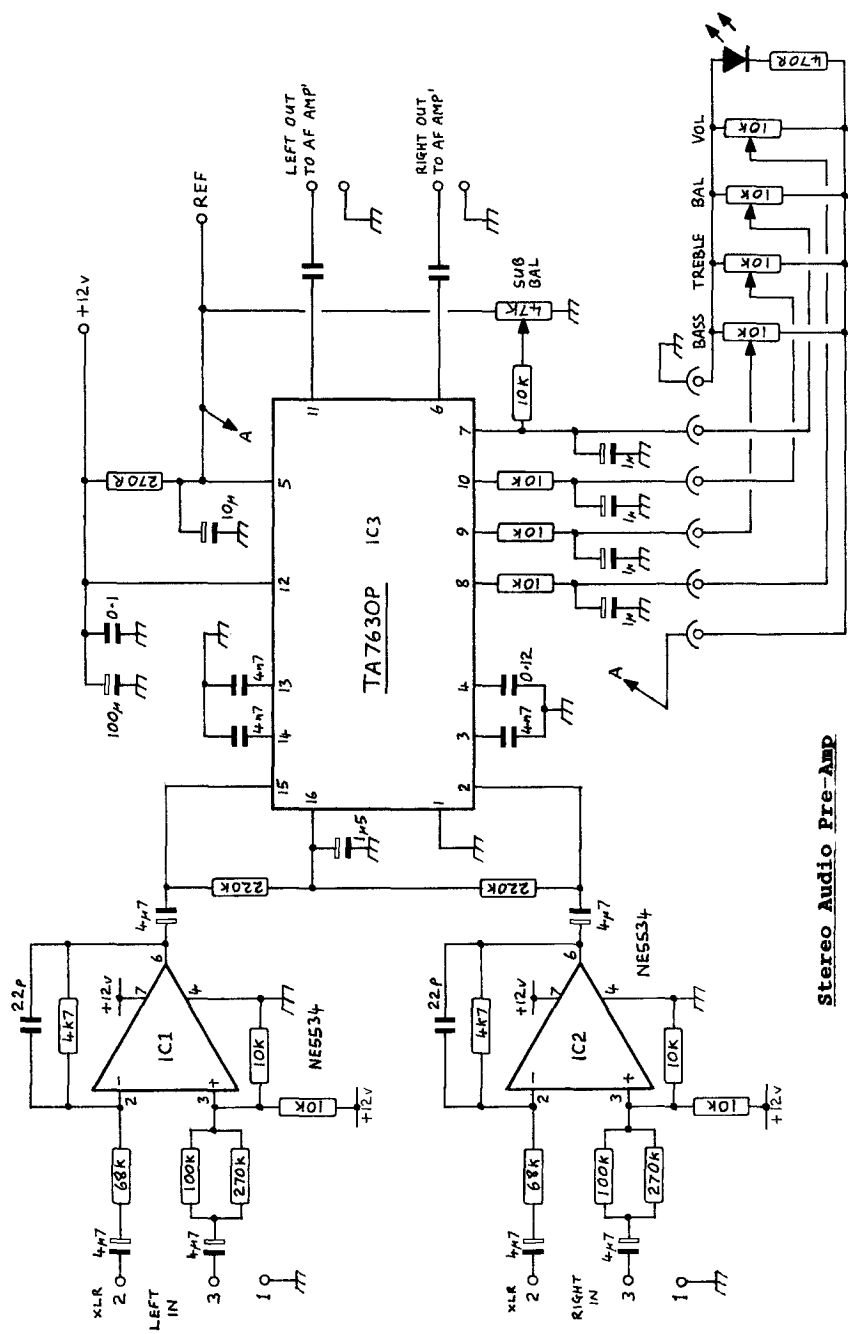 XLR
2
LEFT
IN
3
1
4µ7
4µ7
68k
100k
270k
22p
4k7
2
-
3
+
IC1
+12v
7
4
6
10k
10k
+12v
NE5534
4µ7
XLR
2
RIGHT
IN
3
1
4µ7
4µ7
68k
100k
270k
22p
4k7
2
-
3
+
IC2
+12v
7
4
6
10k
10k
+12v
NE5534
4µ7
220k
220k
1µ5
15
16
1
2
14
13
12
5
11
6
3
4
8
9
10
7
TA7630P
IC3
4n7
4n7
4n7
0.12
100µ
0.1
+12v
270R
10µ
A
REF
LEFT OUT
TO AF AMP'
RIGHT OUT
TO AF AMP'
47k
SUB
BAL
10k
10k
10k
10k
1µ
1µ
1µ
1µ
A
BASS
TREBLE
BAL
VOL
10k
10k
10k
10k
470R
Stereo Audio Pre-Amp